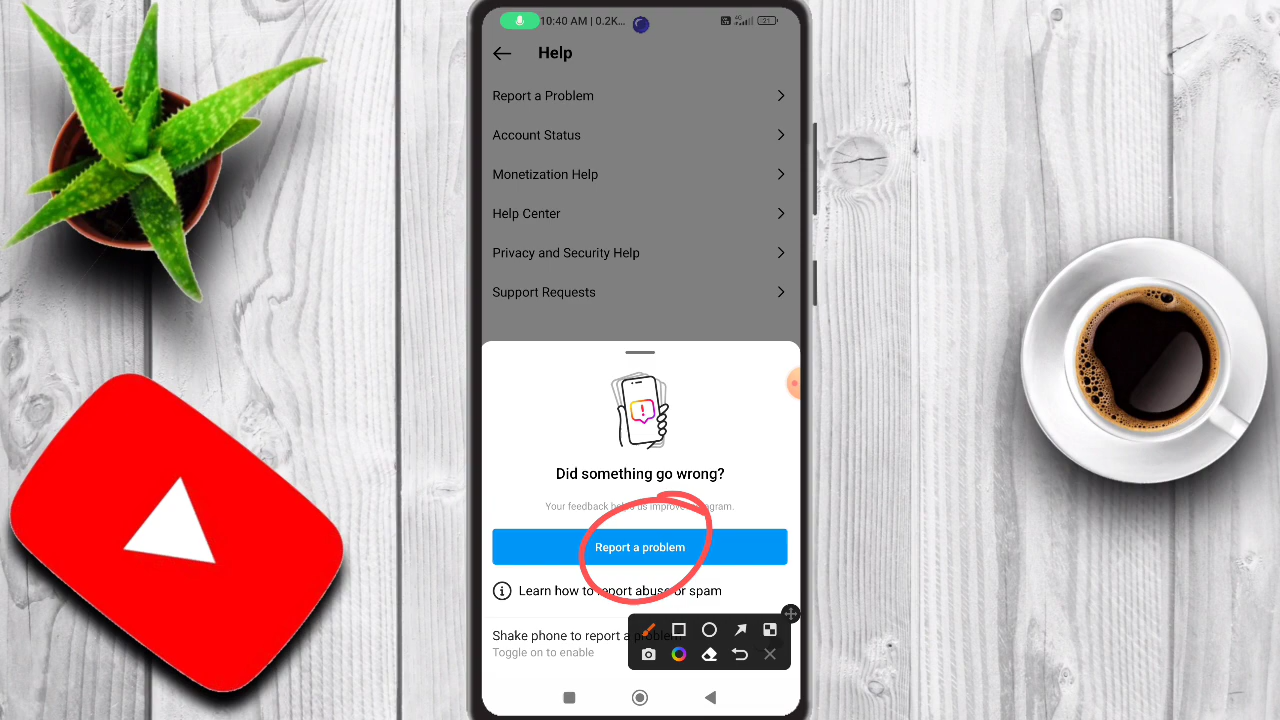 10:40 AM | 0.2K...
Help
Report a Problem
Account Status
Monetization Help
Help Center
Privacy and Security Help
Support Requests
Did something go wrong?
Your feedback helps us improve Instagram.
Report a problem
Learn how to report abuse or spam
Shake phone to report a problem
Toggle on to enable